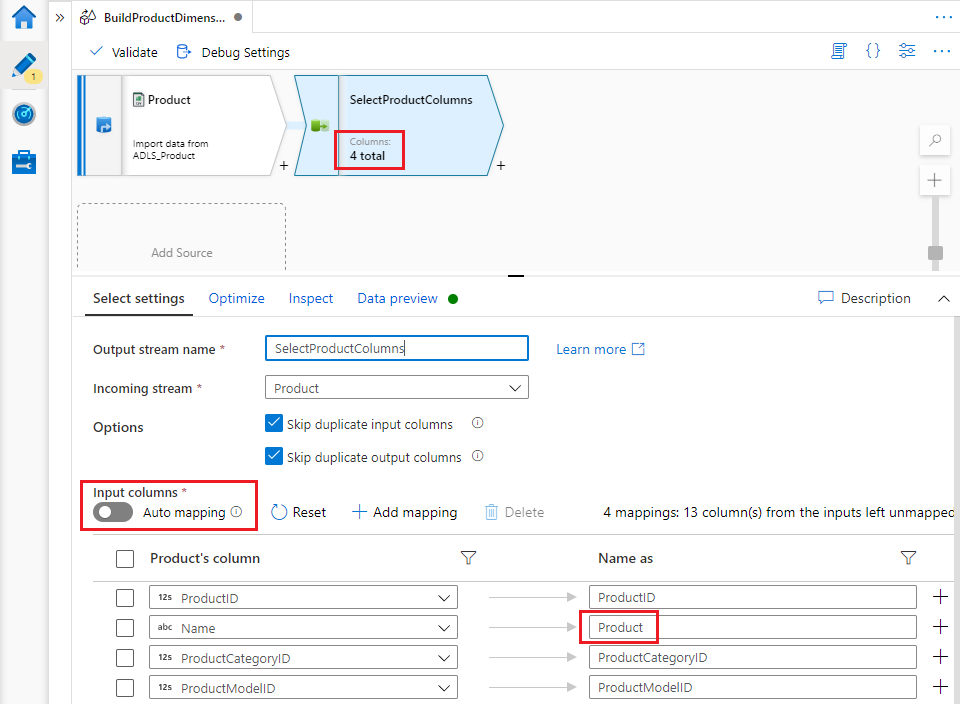 BuildProductDimens...
1
Validate
Debug Settings
Product
Import data from
ADLS_Product
+
SelectProductColumns
Columns:
4 total
+
Add Source
Select settings
Optimize
Inspect
Data preview
Description
Output stream name *
SelectProductColumns
Learn more
Incoming stream *
Product
Options
Skip duplicate input columns
Skip duplicate output columns
Input columns *
Auto mapping
Reset
Add mapping
Delete
4 mappings: 13 column(s) from the inputs left unmapped
Product's column
Name as
12s ProductID
ProductID
abc Name
Product
12s ProductCategoryID
ProductCategoryID
12s ProductModelID
ProductModelID